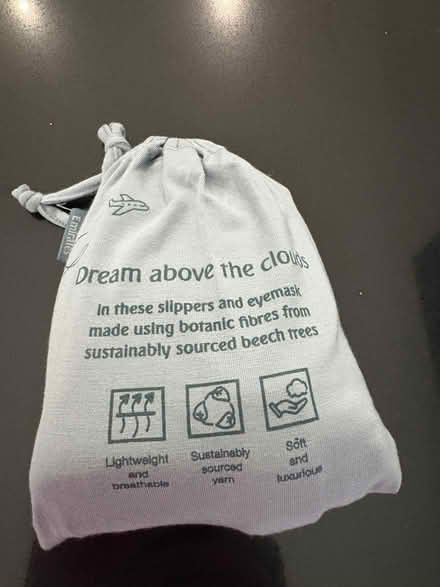 Emirates
Dream above the clouds
In these slippers and eyemask
made using botanic fibres from
sustainably sourced beech trees
Lightweight
and
breathable
Sustainably
sourced
yarn
Soft
and
luxurious